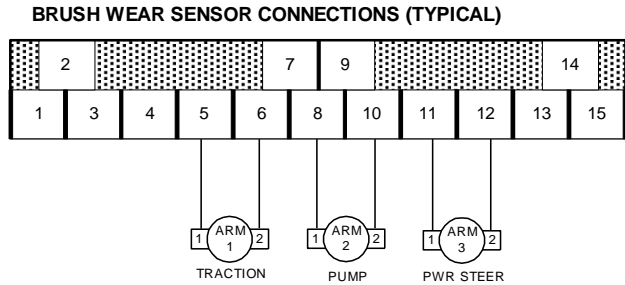 BRUSH WEAR SENSOR CONNECTIONS (TYPICAL)
2 7 9 14
1 3 4 5 6 8 10 11 12 13 15
1 ARM 1 2
1 ARM 2 2
1 ARM 3 2
TRACTION PUMP PWR STEER